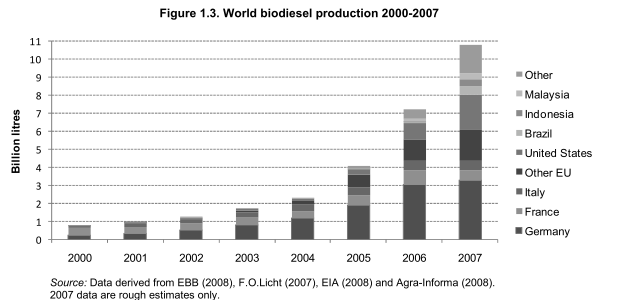 Figure 1.3. World biodiesel production 2000-2007
Billion litres
11
10
9
8
7
6
5
4
3
2
1
0
2000 2001 2002 2003 2004 2005 2006 2007
Other
Malaysia
Indonesia
Brazil
United States
Other EU
Italy
France
Germany
Source: Data derived from EBB (2008), F.O.Licht (2007), EIA (2008) and Agra-Informa (2008).
2007 data are rough estimates only.